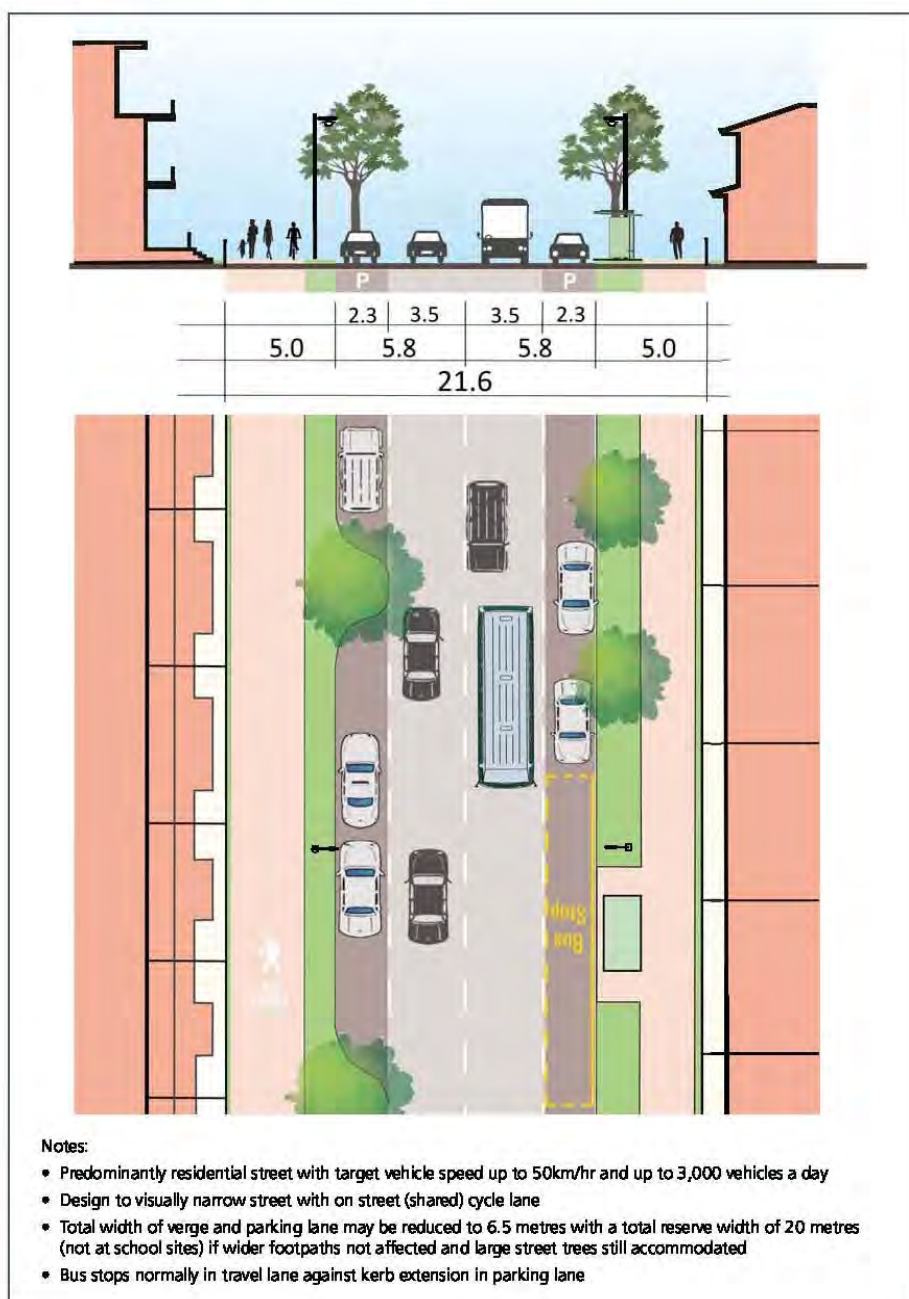 P P
2.3 3.5 3.5 2.3
5.0 5.8 5.8 5.0
21.6
Bus
Stop
Notes:
• Predominantly residential street with target vehicle speed up to 50km/hr and up to 3,000 vehicles a day
• Design to visually narrow street with on street (shared) cycle lane
• Total width of verge and parking lane may be reduced to 6.5 metres with a total reserve width of 20 metres
(not at school sites) if wider footpaths not affected and large street trees still accommodated
• Bus stops normally in travel lane against kerb extension in parking lane